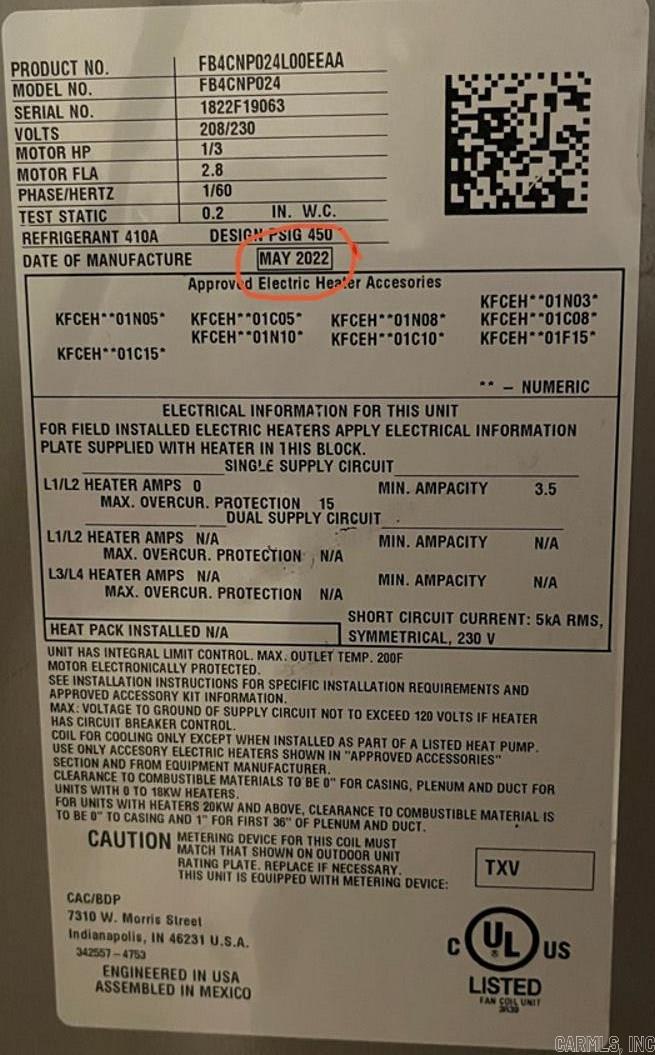 PRODUCT NO. FB4CNP024L00EEAA
MODEL NO. FB4CNP024
SERIAL NO. 1822F19063
VOLTS 208/230
MOTOR HP 1/3
MOTOR FLA 2.8
PHASE/HERTZ 1/60
TEST STATIC 0.2 IN. W.C.
REFRIGERANT 410A DESIGN PSIG 450
DATE OF MANUFACTURE MAY 2022
Approved Electric Heater Accesories
KFCEH**01N03*
KFCEH**01N05* KFCEH**01C05* KFCEH**01N08* KFCEH**01C08*
KFCEH**01N10* KFCEH**01C10* KFCEH**01F15*
KFCEH**01C15*
** – NUMERIC
ELECTRICAL INFORMATION FOR THIS UNIT
FOR FIELD INSTALLED ELECTRIC HEATERS APPLY ELECTRICAL INFORMATION
PLATE SUPPLIED WITH HEATER IN THIS BLOCK.
SINGLE SUPPLY CIRCUIT
L1/L2 HEATER AMPS 0 MIN. AMPACITY 3.5
MAX. OVERCUR. PROTECTION 15
DUAL SUPPLY CIRCUIT
L1/L2 HEATER AMPS N/A MIN. AMPACITY N/A
MAX. OVERCUR. PROTECTION N/A
L3/L4 HEATER AMPS N/A MIN. AMPACITY N/A
MAX. OVERCUR. PROTECTION N/A
SHORT CIRCUIT CURRENT: 5kA RMS,
HEAT PACK INSTALLED N/A SYMMETRICAL, 230 V
UNIT HAS INTEGRAL LIMIT CONTROL. MAX. OUTLET TEMP. 200F
MOTOR ELECTRONICALLY PROTECTED.
SEE INSTALLATION INSTRUCTIONS FOR SPECIFIC INSTALLATION REQUIREMENTS AND
APPROVED ACCESSORY KIT INFORMATION.
MAX: VOLTAGE TO GROUND OF SUPPLY CIRCUIT NOT TO EXCEED 120 VOLTS IF HEATER
HAS CIRCUIT BREAKER CONTROL.
COIL FOR COOLING ONLY EXCEPT WHEN INSTALLED AS PART OF A LISTED HEAT PUMP.
USE ONLY ACCESORY ELECTRIC HEATERS SHOWN IN "APPROVED ACCESSORIES"
SECTION AND FROM EQUIPMENT MANUFACTURER.
CLEARANCE TO COMBUSTIBLE MATERIALS TO BE 0" FOR CASING, PLENUM AND DUCT FOR
UNITS WITH 0 TO 18KW HEATERS.
FOR UNITS WITH HEATERS 20KW AND ABOVE, CLEARANCE TO COMBUSTIBLE MATERIAL IS
TO BE 0" TO CASING AND 1" FOR FIRST 36" OF PLENUM AND DUCT.
CAUTION METERING DEVICE FOR THIS COIL MUST
MATCH THAT SHOWN ON OUTDOOR UNIT
RATING PLATE. REPLACE IF NECESSARY.
THIS UNIT IS EQUIPPED WITH METERING DEVICE: TXV
CAC/BDP
7310 W. Morris Street
Indianapolis, IN 46231 U.S.A.
342557–4753
ENGINEERED IN USA
ASSEMBLED IN MEXICO
C UL ® US
LISTED
FAN COIL UNIT
CARMLS, INC